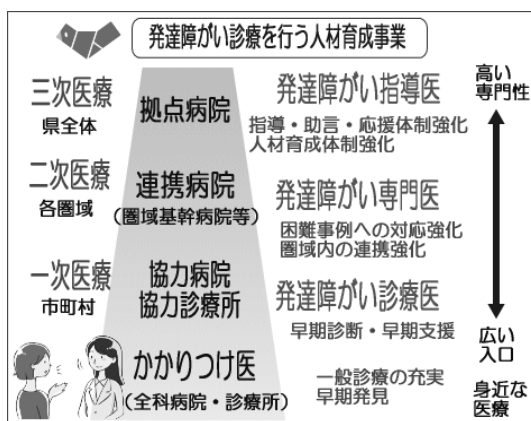 発達障がい診療を行う人材育成事業
三次医療
県全体
拠点病院
発達障がい指導医
指導・助言・応援体制強化
人材育成体制強化
高い
専門性
二次医療
各圏域
連携病院
(圏域基幹病院等)
発達障がい専門医
困難事例への対応強化
圏域内の連携強化
一次医療
市町村
協力病院
協力診療所
発達障がい診療医
早期診断・早期支援
広い
入口
かかりつけ医
(全科病院・診療所)
一般診療の充実
早期発見
身近な
医療